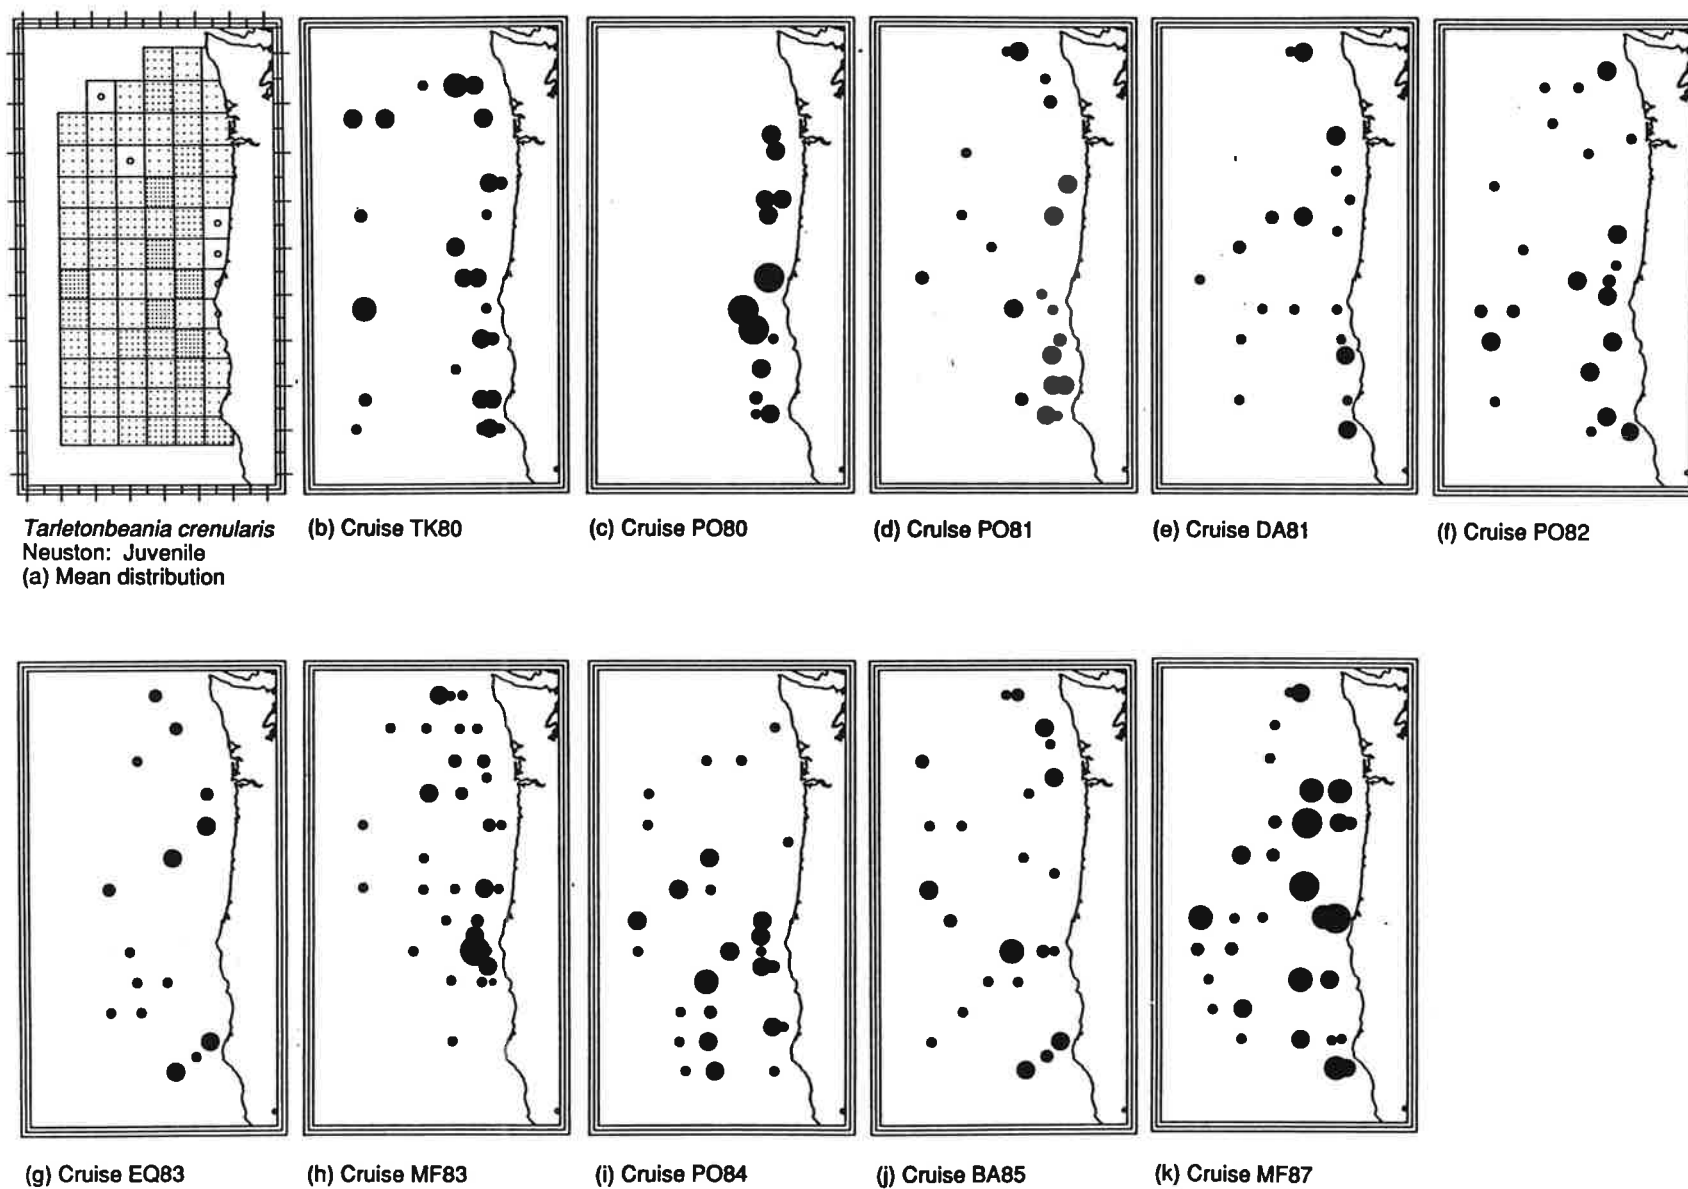 Tarletonbeania crenularis
Neuston: Juvenile
(a) Mean distribution
(b) Cruise TK80
(c) Cruise PO80
(d) Cruise PO81
(e) Cruise DA81
(f) Cruise PO82
(g) Cruise EQ83
(h) Cruise MF83
(i) Cruise PO84
(j) Cruise BA85
(k) Cruise MF87